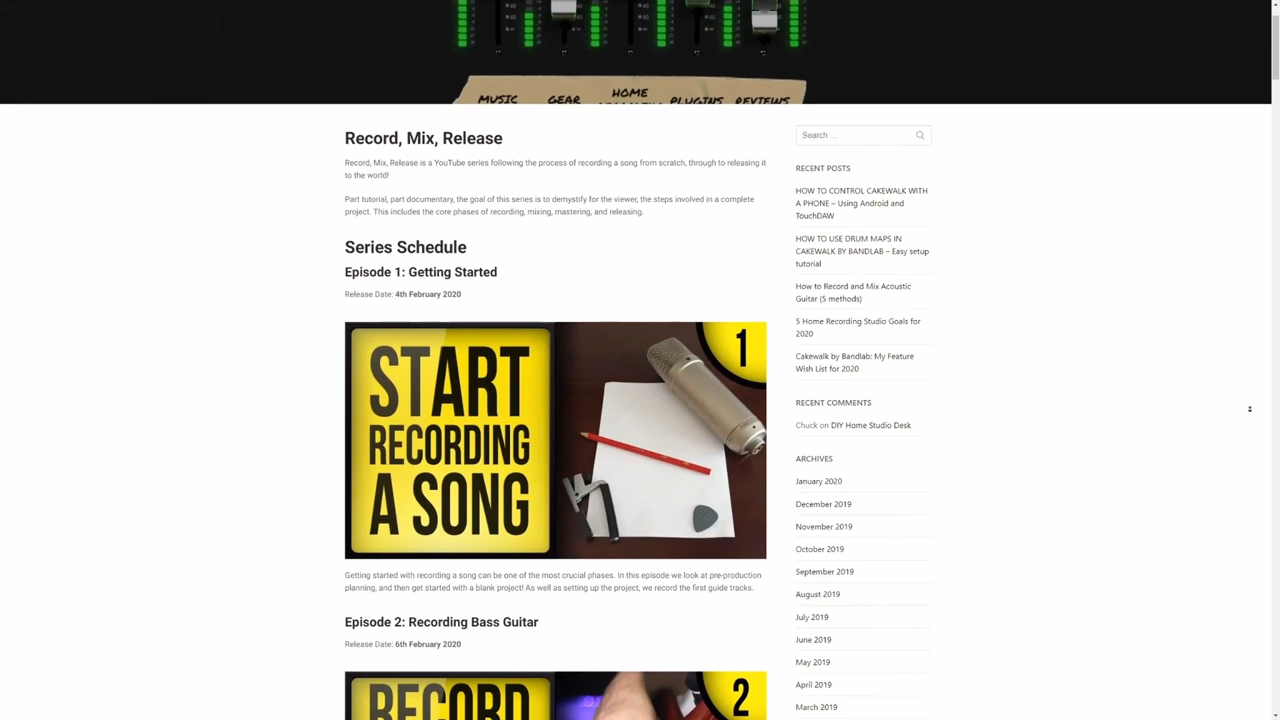 MUSIC GEAR HOME PLUGINS REVIEWS
Record, Mix, Release
Record, Mix, Release is a YouTube series following the process of recording a song from scratch, through to releasing it
to the world!
Part tutorial, part documentary, the goal of this series is to demystify for the viewer, the steps involved in a complete
project. This includes the core phases of recording, mixing, mastering, and releasing.
Series Schedule
Episode 1: Getting Started
Release Date: 4th February 2020
START
RECORDING
A SONG
1
Getting started with recording a song can be one of the most crucial phases. In this episode we look at pre-production
planning, and then get started with a blank project! As well as setting up the project, we record the first guide tracks.
Episode 2: Recording Bass Guitar
Release Date: 6th February 2020
RECORD
2
Search ...
RECENT POSTS
HOW TO CONTROL CAKEWALK WITH
A PHONE – Using Android and
TouchDAW
HOW TO USE DRUM MAPS IN
CAKEWALK BY BANDLAB – Easy setup
tutorial
How to Record and Mix Acoustic
Guitar (5 methods)
5 Home Recording Studio Goals for
2020
Cakewalk by Bandlab: My Feature
Wish List for 2020
RECENT COMMENTS
Chuck on DIY Home Studio Desk
ARCHIVES
January 2020
December 2019
November 2019
October 2019
September 2019
August 2019
July 2019
June 2019
May 2019
April 2019
March 2019